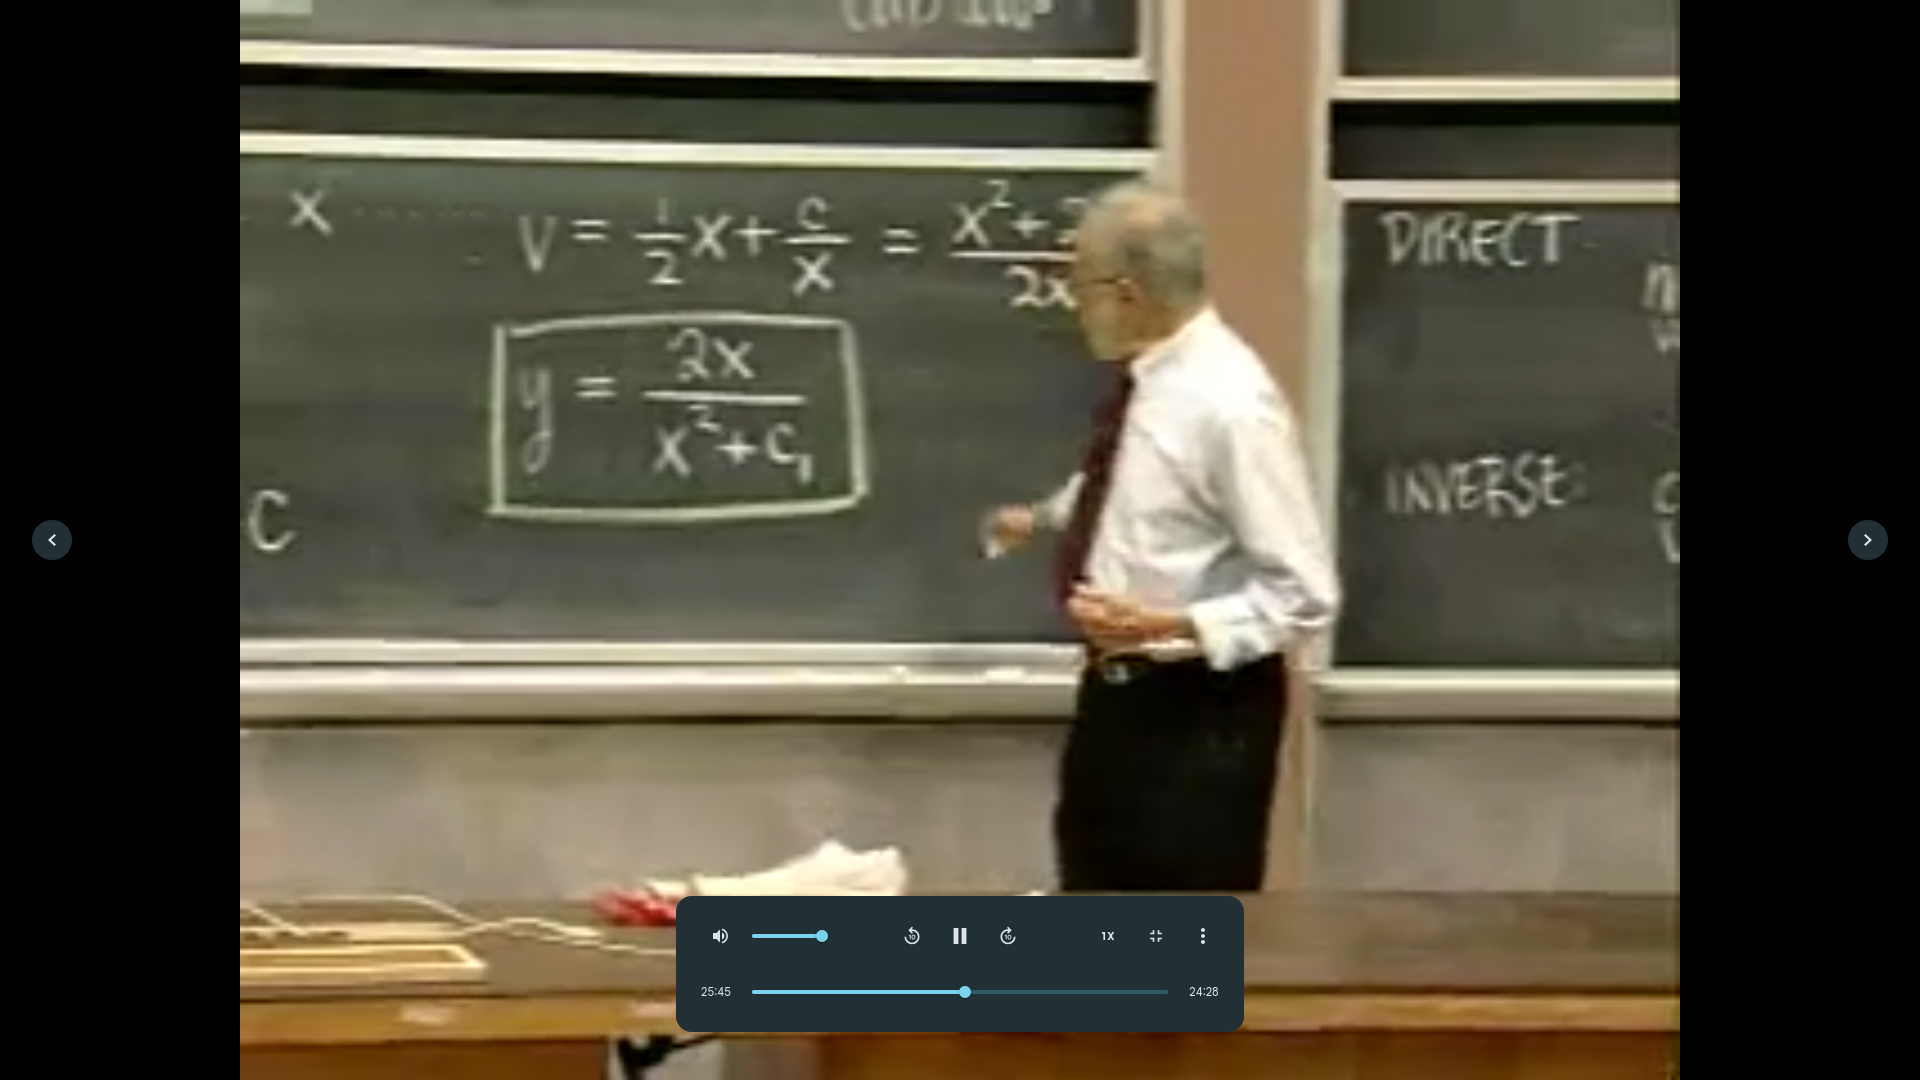 x
V = 1/2 x + c/x = x² + 2 / 2x
y = 2x / x² + c₁
C
DIRECT
INVERSE:
1X
25:45
24:28